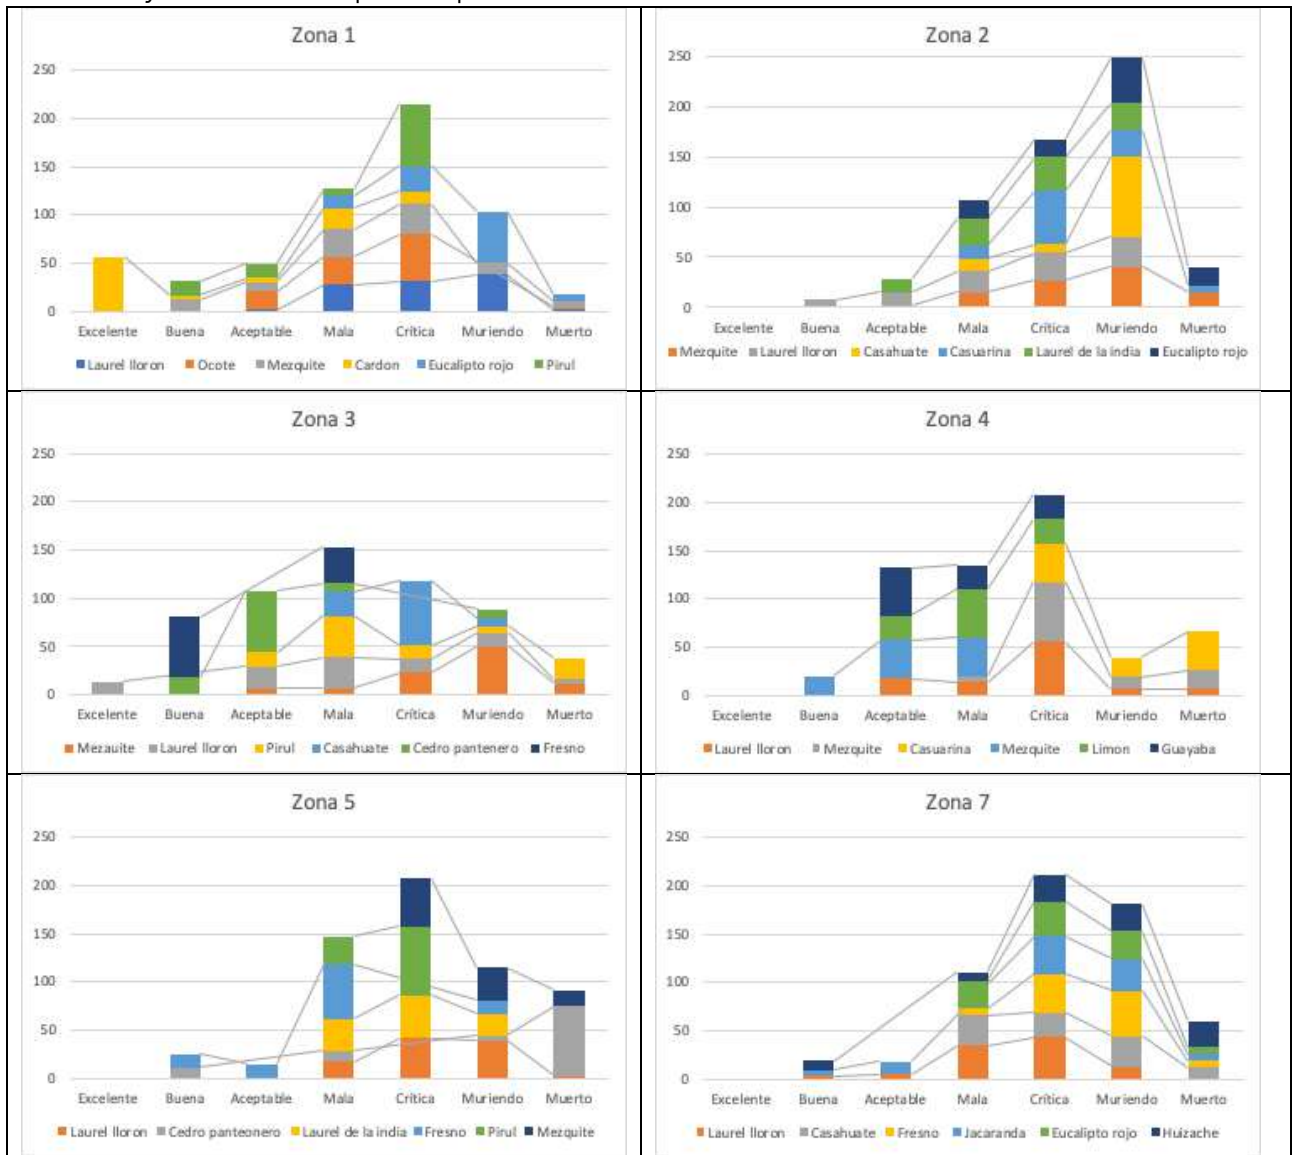 Zona 1
250
200
150
100
50
0
Excelente Buena Aceptable Mala Crítica Muriendo Muerto
Laurel lloron Ocote Mezquite Cardon Eucalipto rojo Pirul
Zona 2
250
200
150
100
50
0
Excelente Buena Aceptable Mala Crítica Muriendo Muerto
Mezquite Laurel lloron Casahuate Casuarina Laurel de la india Eucalipto rojo
Zona 3
250
200
150
100
50
0
Excelente Buena Aceptable Mala Crítica Muriendo Muerto
Mezauite Laurel lloron Pirul Casahuate Cedro pantenero Fresno
Zona 4
250
200
150
100
50
0
Excelente Buena Aceptable Mala Crítica Muriendo Muerto
Laurel lloron Mezquite Casuarina Mezquite Limon Guayaba
Zona 5
250
200
150
100
50
0
Excelente Buena Aceptable Mala Crítica Muriendo Muerto
Laurel lloron Cedro panteonero Laurel de la india Fresno Pirul Mezquite
Zona 7
250
200
150
100
50
0
Excelente Buena Aceptable Mala Crítica Muriendo Muerto
Laurel lloron Casahuate Fresno Jacaranda Eucalipto rojo Huizache